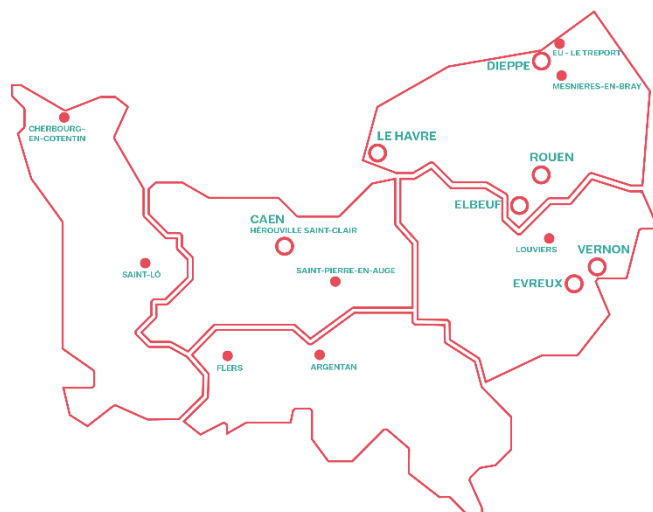 EU - LE TREPORT
DIEPPE
MESNIERES-EN-BRAY
CHERBOURG-
EN-COTENTIN
LE HAVRE
ROUEN
ELBEUF
CAEN
HÉROUVILLE SAINT-CLAIR
LOUVIERS
VERNON
SAINT-LÔ
SAINT-PIERRE-EN-AUGE
EVREUX
FLERS
ARGENTAN